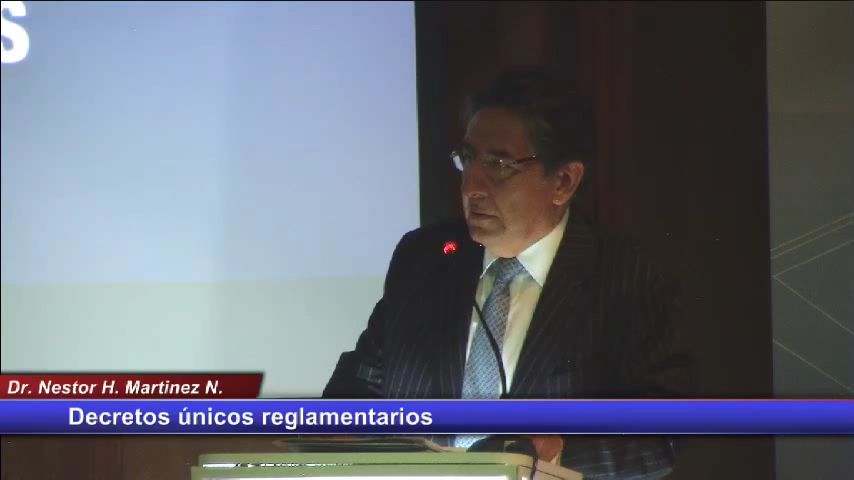 S
Dr. Nestor H. Martinez N.
Decretos únicos reglamentarios